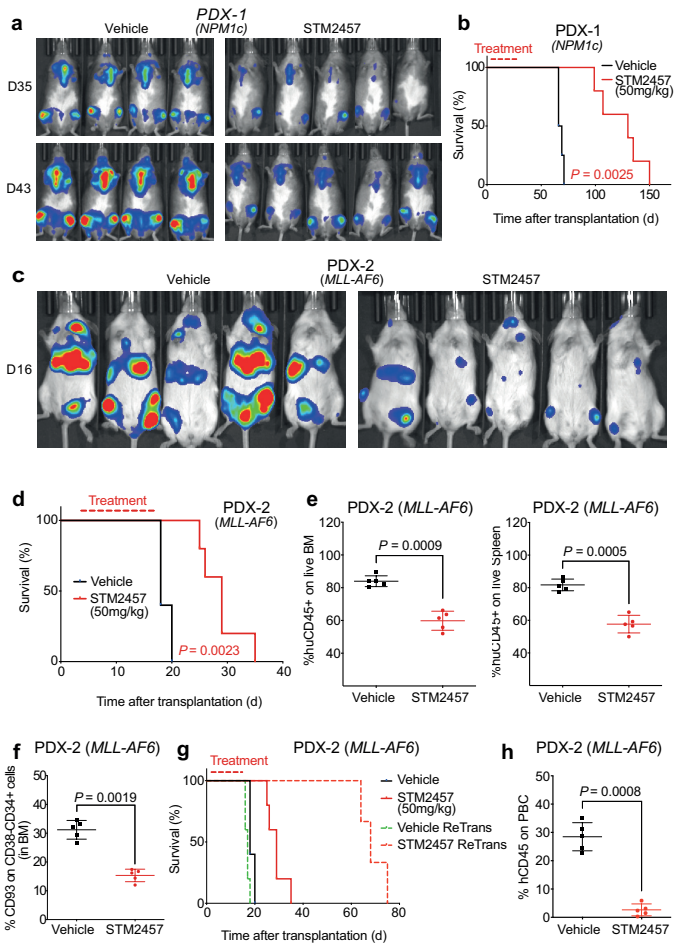 a
PDX-1
(NPM1c)
Vehicle
STM2457
D35
D43
b
PDX-1
(NPM1c)
Treatment
Vehicle
STM2457
(50mg/kg)
100
50
0
Survival (%)
P = 0.0025
0 50 100 150
Time after transplantation (d)
c
PDX-2
(MLL-AF6)
Vehicle
STM2457
D16
d
Treatment
PDX-2
(MLL-AF6)
100
50
0
Survival (%)
Vehicle
STM2457
(50mg/kg)
P = 0.0023
0 10 20 30 40
Time after transplantation (d)
e
PDX-2 (MLL-AF6)
%huCD45+ on live BM
120
100
80
60
40
P = 0.0009
Vehicle STM2457
PDX-2 (MLL-AF6)
%huCD45+ on live Spleen
120
100
80
60
40
P = 0.0005
Vehicle STM2457
f
PDX-2 (MLL-AF6)
% CD93 on CD38-CD34+ cells
(in BM)
50
40
30
20
10
0
P = 0.0019
Vehicle STM2457
g
PDX-2 (MLL-AF6)
Treatment
100
50
0
Survival (%)
Vehicle
STM2457
(50mg/kg)
Vehicle ReTrans
STM2457 ReTrans
0 20 40 60 80
Time after transplantation (d)
h
PDX-2 (MLL-AF6)
% hCD45 on PBC
50
40
30
20
10
0
P = 0.0008
Vehicle STM2457